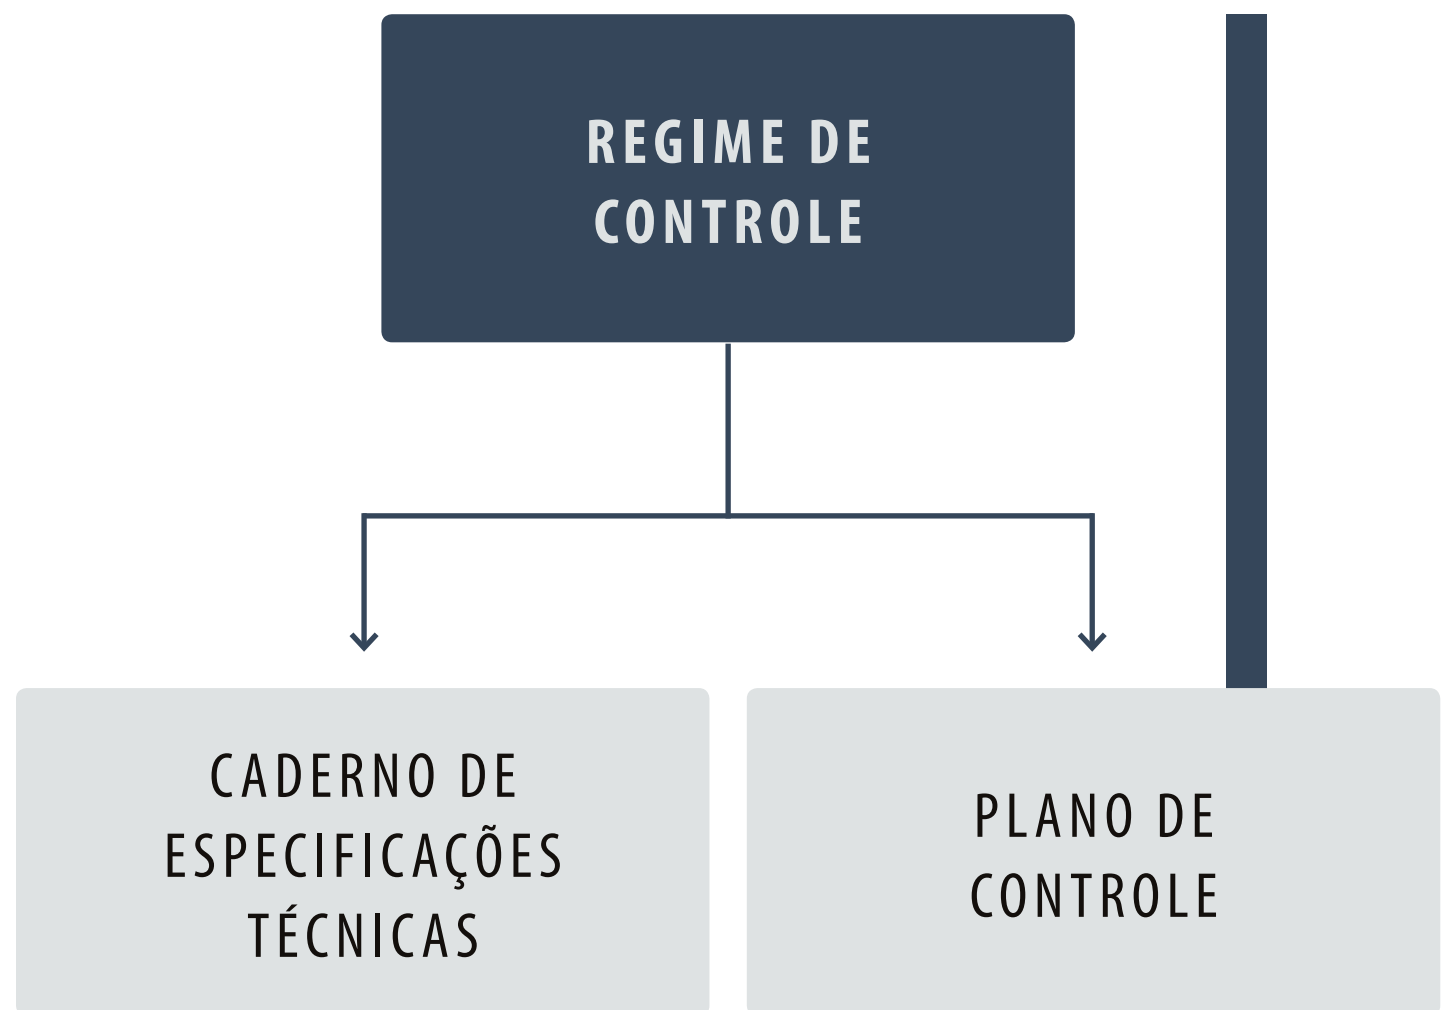 REGIME DE
CONTROLE
CADERNO DE
ESPECIFICAÇÕES
TÉCNICAS
PLANO DE
CONTROLE